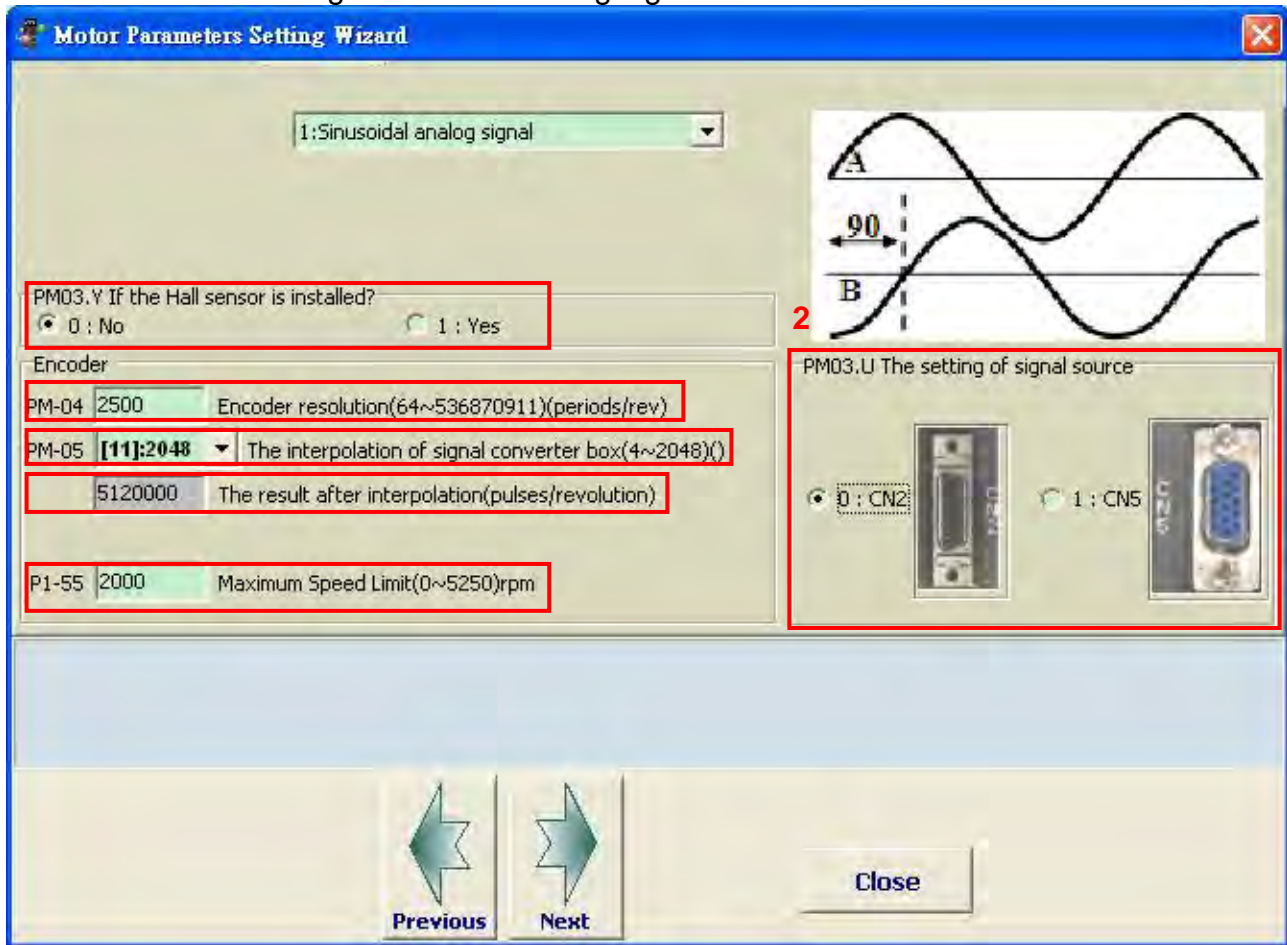 Motor Parameters Setting Wizard
1:Sinusoidal analog signal
A
90
B
PM03.Y If the Hall sensor is installed?
0 : No
1 : Yes
2
Encoder
PM-04 2500 Encoder resolution(64~536870911)(periods/rev)
PM-05 [11]:2048 The interpolation of signal converter box(4~2048)()
5120000 The result after interpolation(pulses/revolution)
P1-55 2000 Maximum Speed Limit(0~5250)rpm
PM03.U The setting of signal source
0 : CN2
CN2
1 : CN5
CN5
Previous
Next
Close